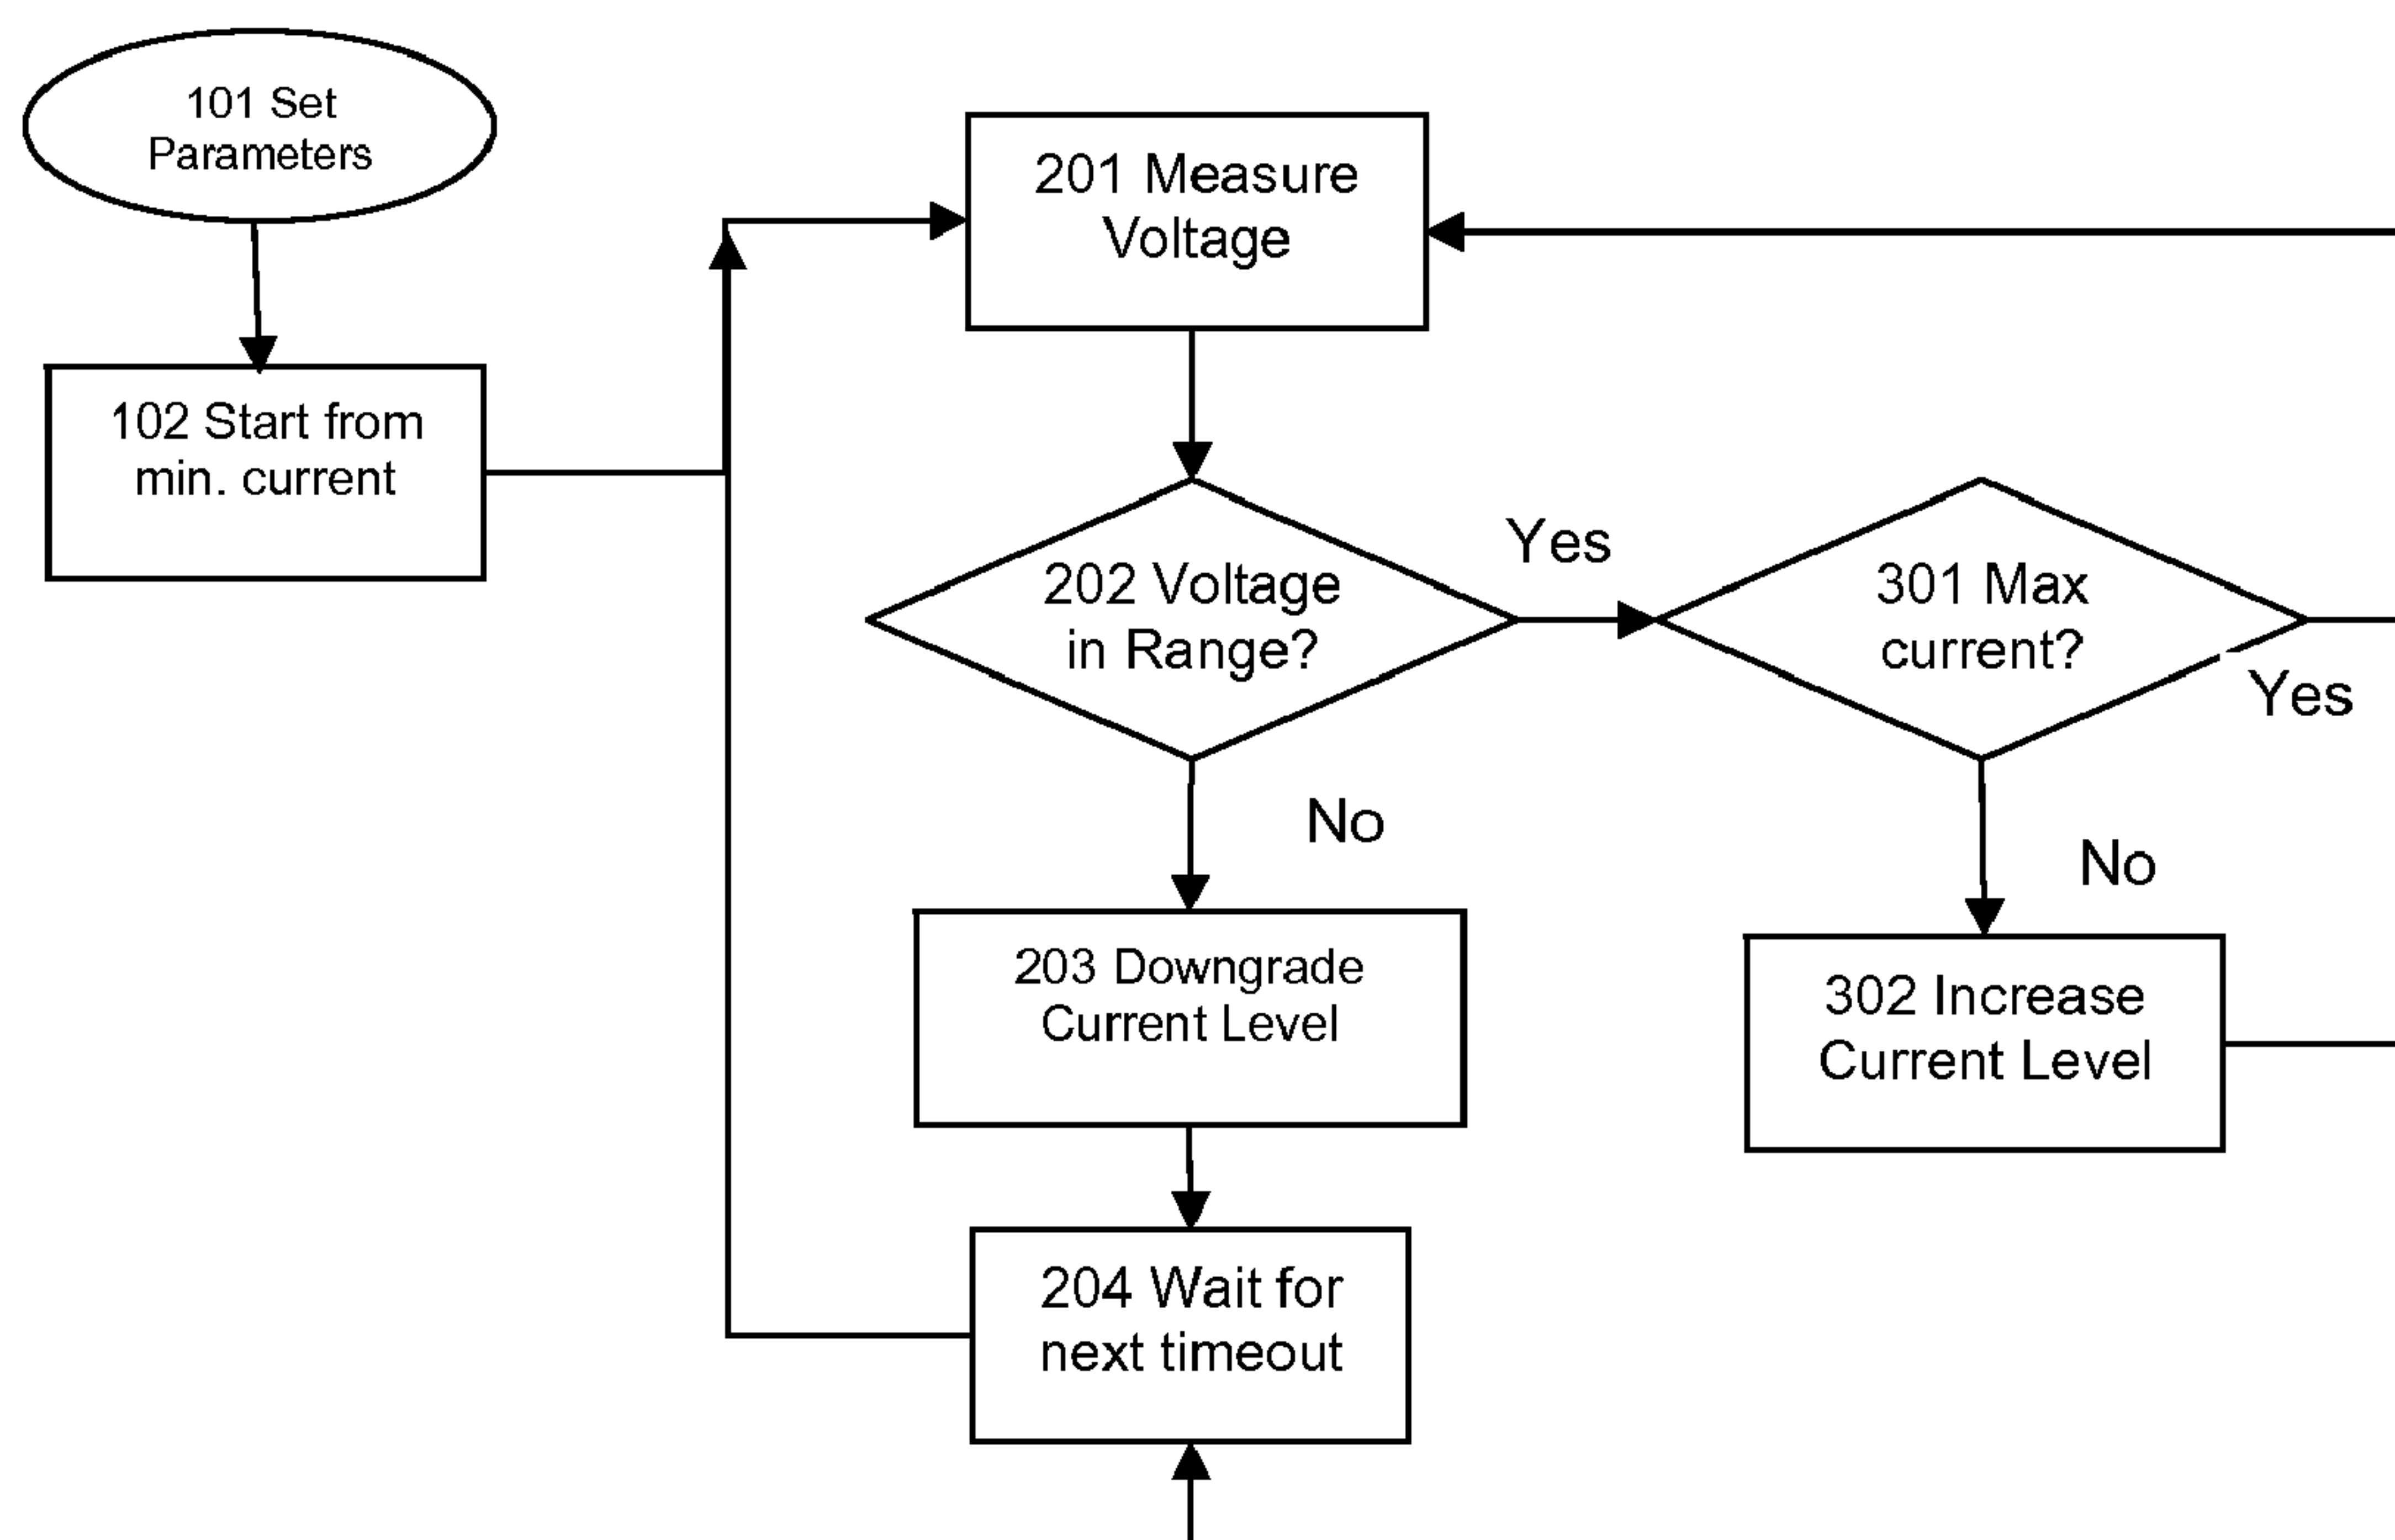 101 Set
Parameters
102 Start from
min. current
201 Measure
Voltage
202 Voltage
in Range?
Yes
301 Max
current?
Yes
No
203 Downgrade
Current Level
No
302 Increase
Current Level
204 Wait for
next timeout